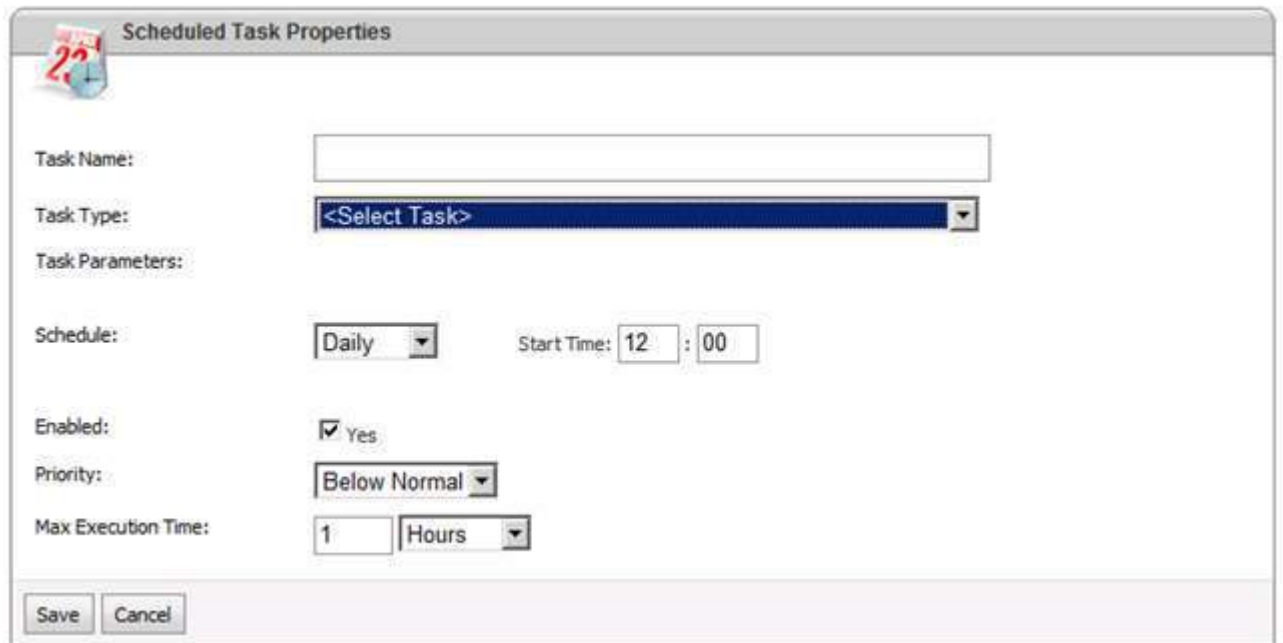 Scheduled Task Properties
23
Task Name:
Task Type: <Select Task>
Task Parameters:
Schedule: Daily Start Time: 12 : 00
Enabled: Yes
Priority: Below Normal
Max Execution Time: 1 Hours
Save Cancel